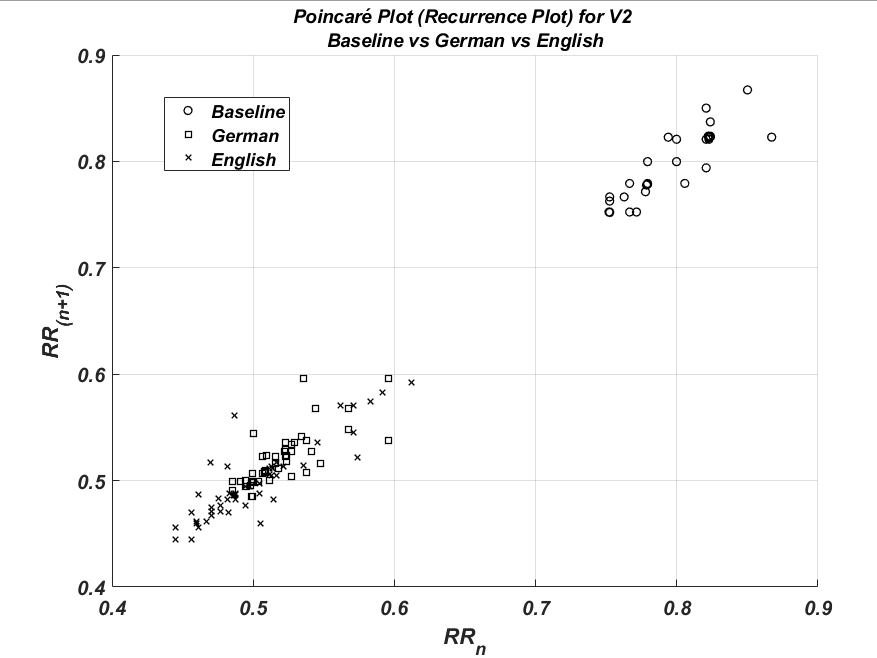 Poincaré Plot (Recurrence Plot) for V2
Baseline vs German vs English
0.9
Baseline
German
English
0.8
0.7
RR(n+1)
0.6
0.5
0.4
0.4 0.5 0.6 0.7 0.8 0.9
RRn